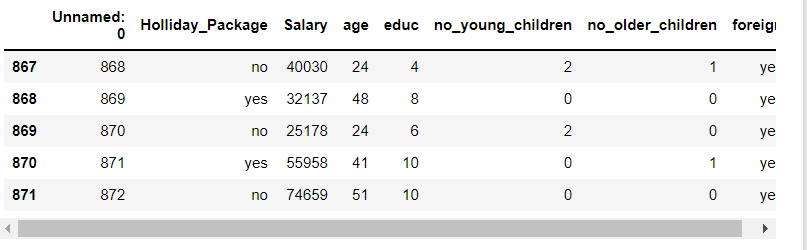 Unnamed: 0 Holliday_Package Salary age educ no_young_children no_older_children foreign
867 868 no 40030 24 4 2 1 ye
868 869 yes 32137 48 8 0 0 ye
869 870 no 25178 24 6 2 0 ye
870 871 yes 55958 41 10 0 1 ye
871 872 no 74659 51 10 0 0 ye